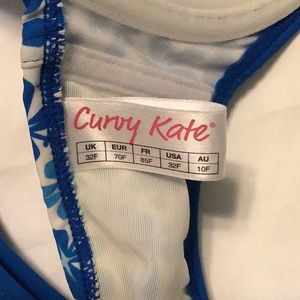 Curvy Kate®
UK EUR FR USA AU
32F 70F 85F 32F 10F